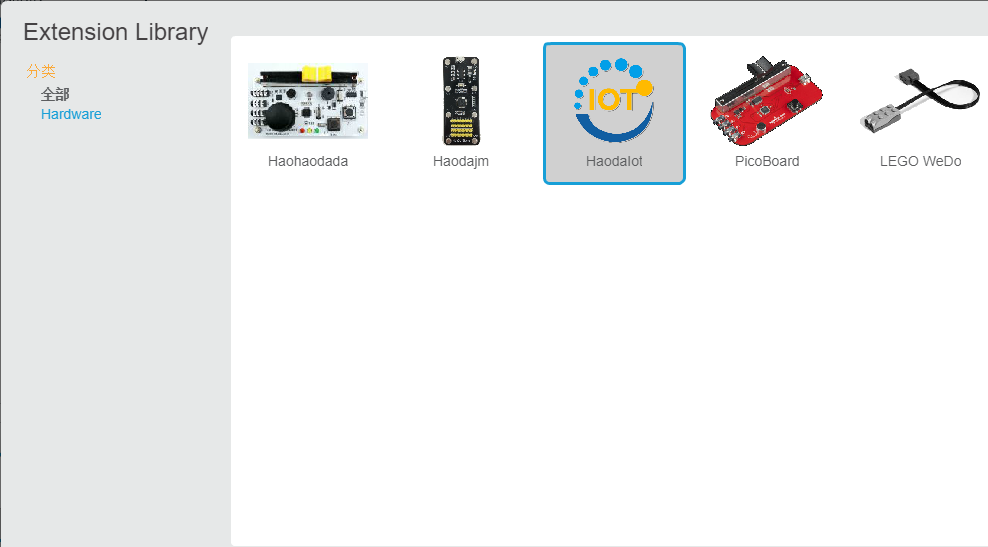 Extension Library
分类
全部
Hardware
IOT
Haohaodada
Haodajm
HaodaIot
PicoBoard
LEGO WeDo